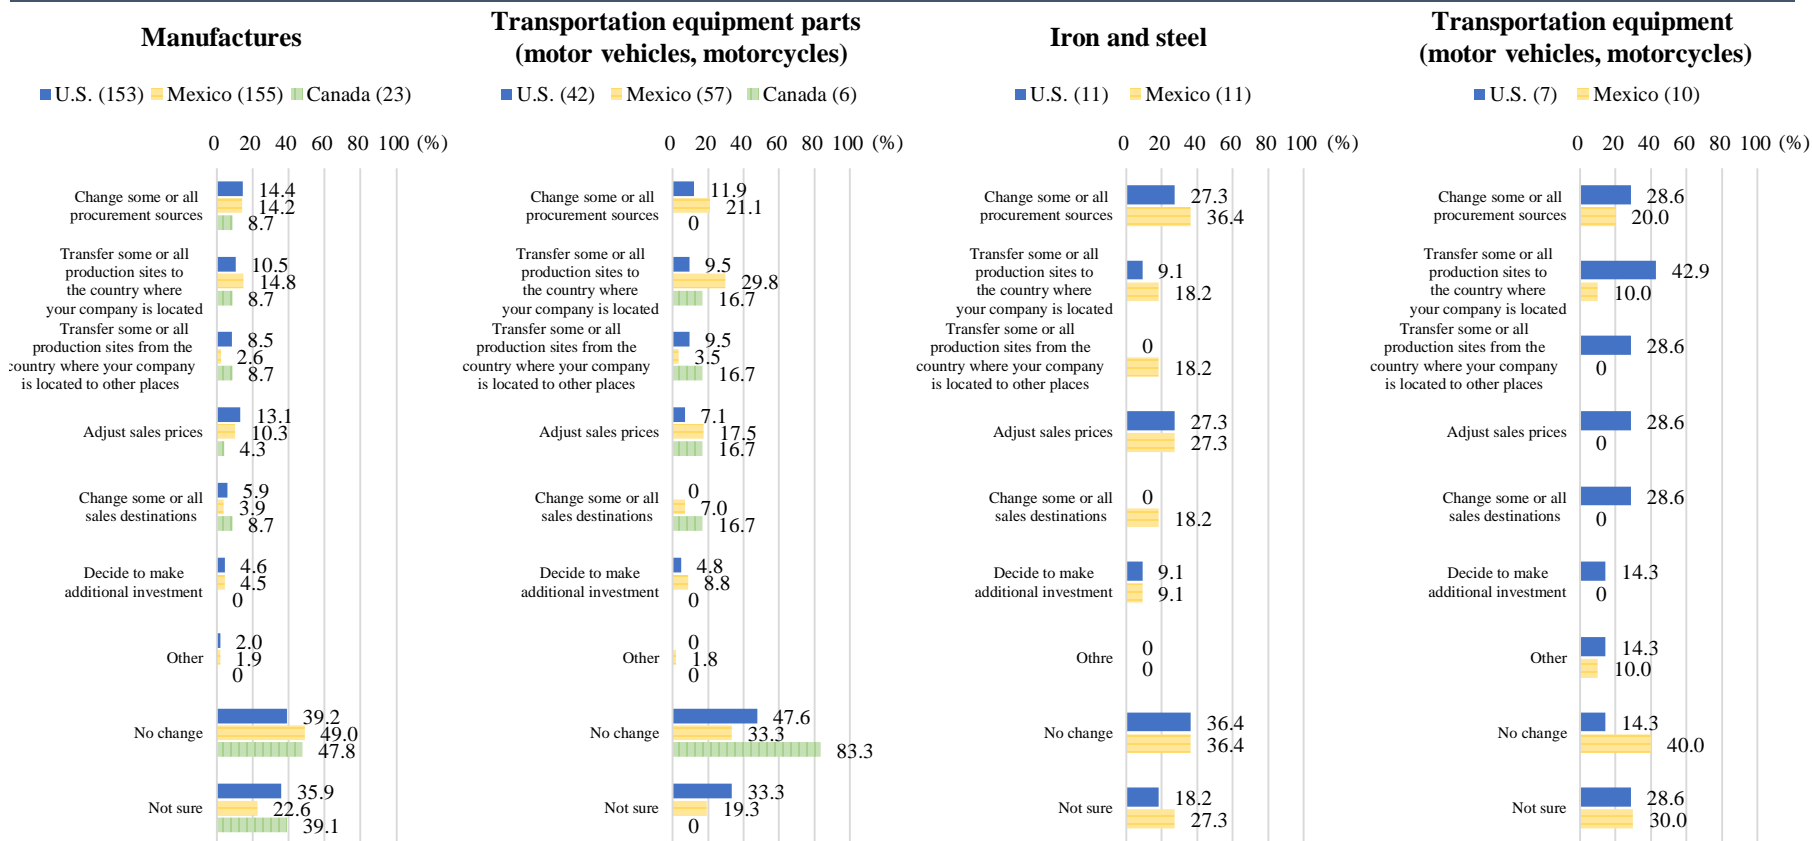 Manufactures
U.S. (153) Mexico (155) Canada (23)
0 20 40 60 80 100 (%)
Change some or all
procurement sources
14.4
14.2
8.7
Transfer some or all
production sites to
the country where
your company is located
10.5
14.8
8.7
Transfer some or all
production sites from the
country where your company
is located to other places
8.5
2.6
8.7
Adjust sales prices
13.1
10.3
4.3
Change some or all
sales destinations
5.9
3.9
8.7
Decide to make
additional investment
4.6
4.5
0
Other
2.0
1.9
0
No change
39.2
49.0
47.8
Not sure
35.9
22.6
39.1
Transportation equipment parts
(motor vehicles, motorcycles)
U.S. (42) Mexico (57) Canada (6)
0 20 40 60 80 100 (%)
Change some or all
procurement sources
11.9
21.1
0
Transfer some or all
production sites to
the country where
your company is located
9.5
29.8
16.7
Transfer some or all
production sites from the
country where your company
is located to other places
9.5
3.5
16.7
Adjust sales prices
7.1
17.5
16.7
Change some or all
sales destinations
0
7.0
16.7
Decide to make
additional investment
4.8
8.8
0
Other
0
1.8
0
No change
47.6
33.3
83.3
Not sure
33.3
19.3
0
Iron and steel
U.S. (11) Mexico (11)
0 20 40 60 80 100 (%)
Change some or all
procurement sources
27.3
36.4
Transfer some or all
production sites to
the country where
your company is located
9.1
18.2
Transfer some or all
production sites from the
country where your company
is located to other places
0
18.2
Adjust sales prices
27.3
27.3
Change some or all
sales destinations
0
18.2
Decide to make
additional investment
9.1
9.1
Othre
0
0
No change
36.4
36.4
Not sure
18.2
27.3
Transportation equipment
(motor vehicles, motorcycles)
U.S. (7) Mexico (10)
0 20 40 60 80 100 (%)
Change some or all
procurement sources
28.6
20.0
Transfer some or all
production sites to
the country where
your company is located
42.9
10.0
Transfer some or all
production sites from the
country where your company
is located to other places
28.6
0
Adjust sales prices
28.6
0
Change some or all
sales destinations
28.6
0
Decide to make
additional investment
14.3
0
Other
14.3
10.0
No change
14.3
40.0
Not sure
28.6
30.0